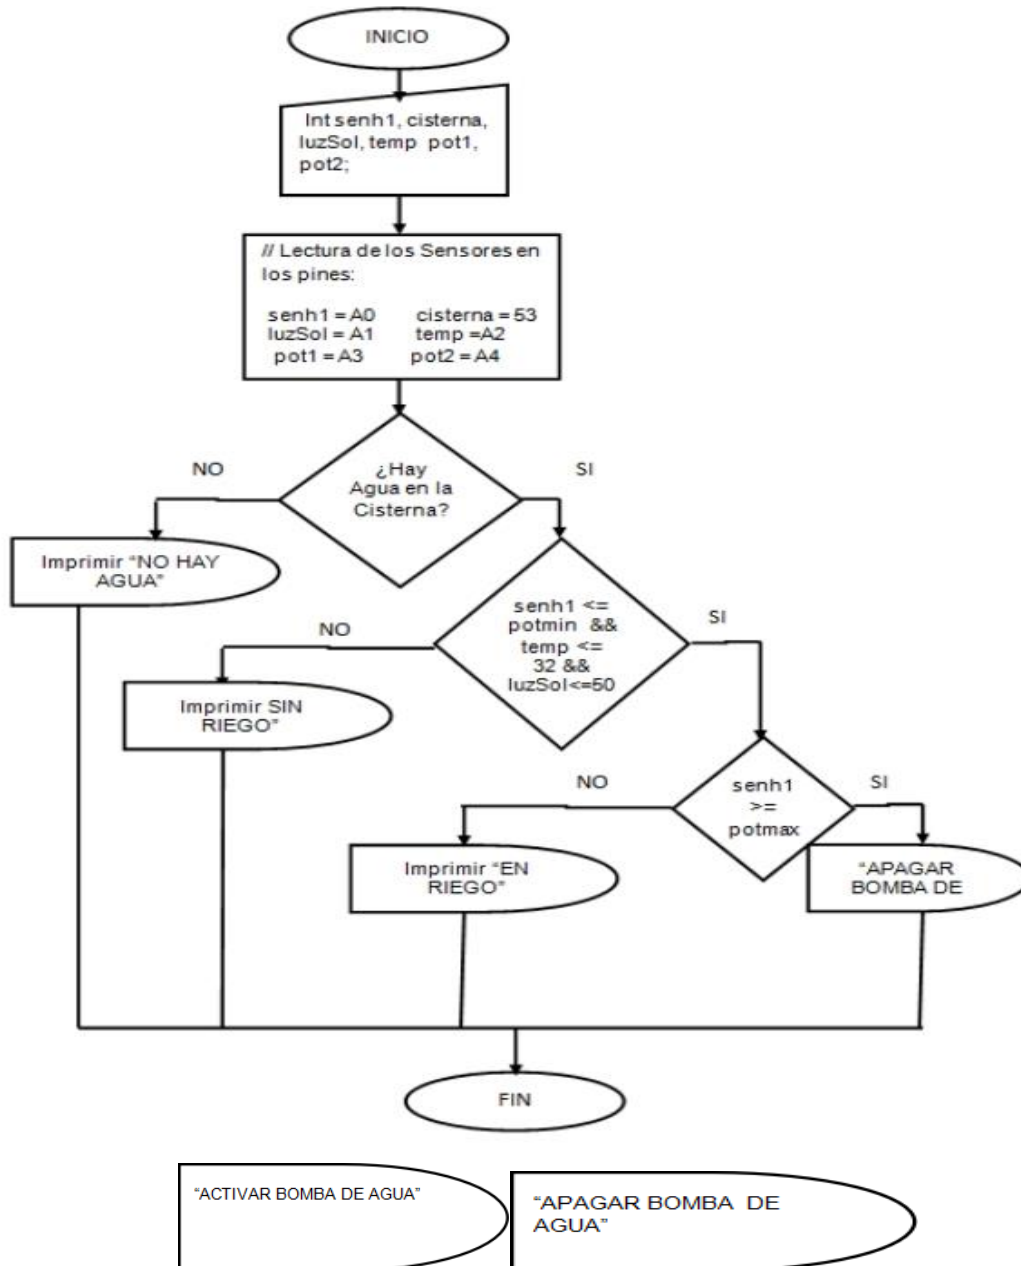 INICIO
Int senh1, cisterna,
luzSol, temp pot1,
pot2;
// Lectura de los Sensores en
los pines:
senh1 = A0 cisterna = 53
luzSol = A1 temp =A2
pot1 = A3 pot2 = A4
¿Hay
Agua en la
Cisterna?
NO
SI
Imprimir “NO HAY
AGUA”
senh1 <=
potmin &&
temp <=
32 &&
luzSol<=50
NO
SI
Imprimir SIN
RIEGO”
senh1
>=
potmax
NO
SI
Imprimir “EN
RIEGO”
“APAGAR
BOMBA DE
FIN
“ACTIVAR BOMBA DE AGUA”
“APAGAR BOMBA DE
AGUA”